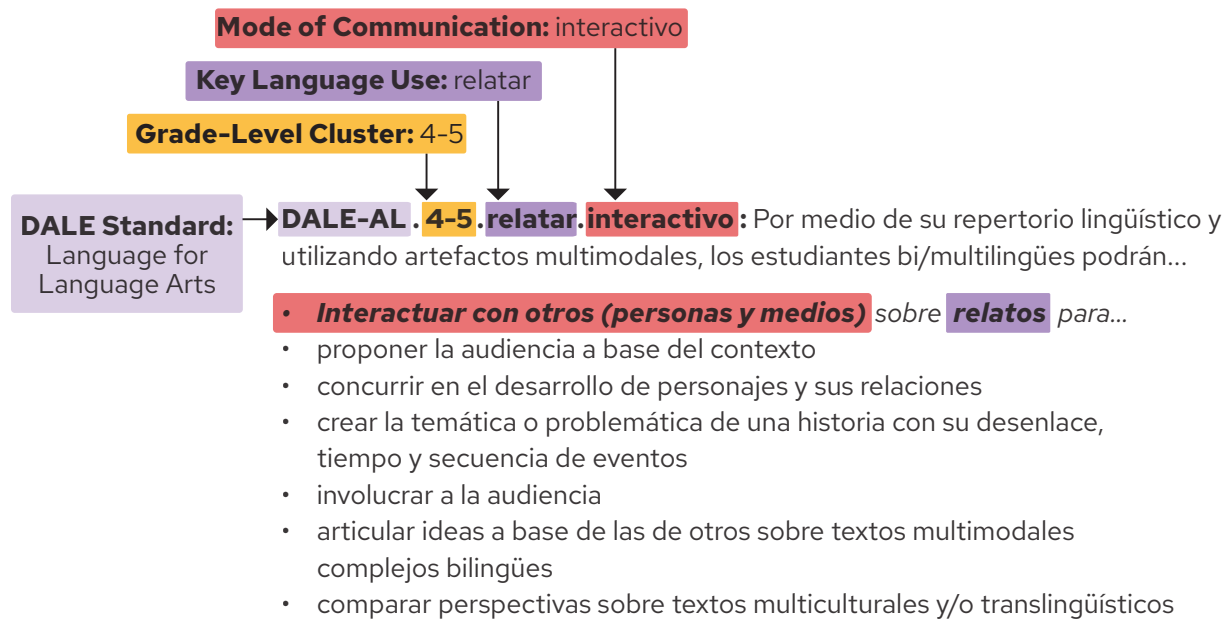 Mode of Communication: interactivo
Key Language Use: relatar
Grade-Level Cluster: 4-5
DALE Standard:
Language for
Language Arts
DALE-AL.4-5.relatar.interactivo: Por medio de su repertorio lingüístico y
utilizando artefactos multimodales, los estudiantes bi/multilingües podrán...
• Interactuar con otros (personas y medios) sobre relatos para...
• proponer la audiencia a base del contexto
• concurrir en el desarrollo de personajes y sus relaciones
• crear la temática o problemática de una historia con su desenlace,
tiempo y secuencia de eventos
• involucrar a la audiencia
• articular ideas a base de las de otros sobre textos multimodales
complejos bilingües
• comparar perspectivas sobre textos multiculturales y/o translingüísticos